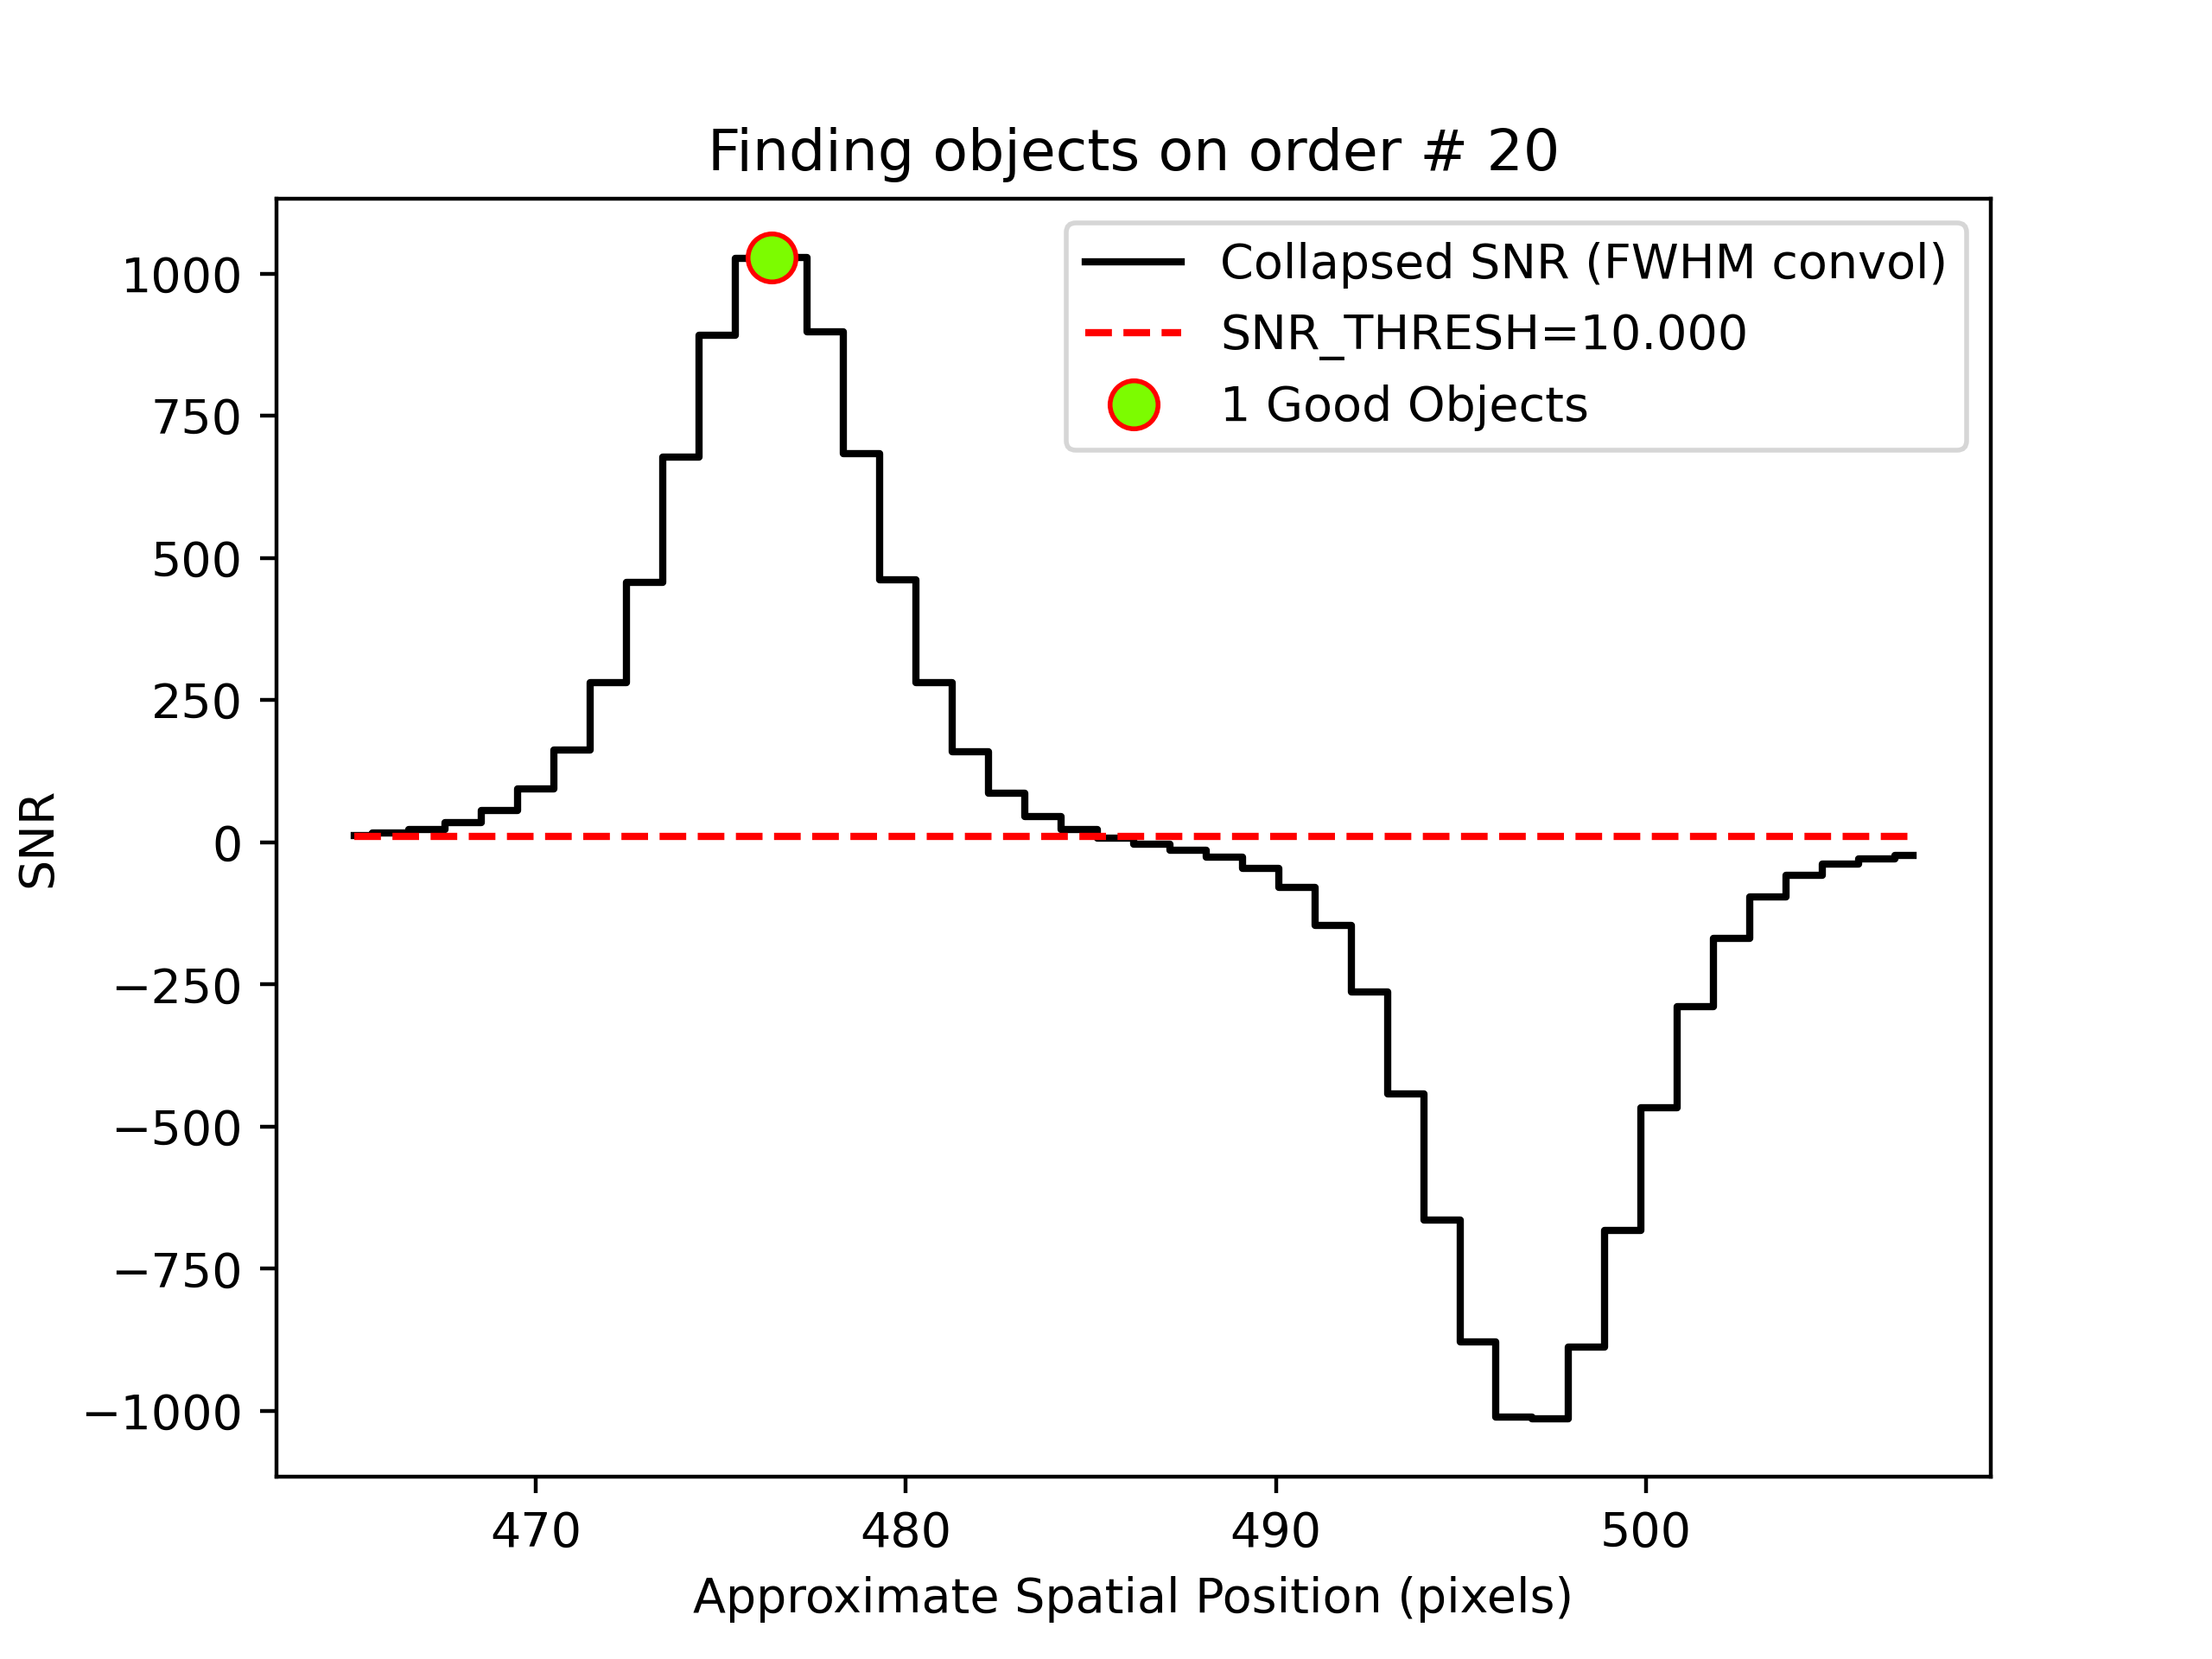 Finding objects on order # 20
Collapsed SNR (FWHM convol)
SNR_THRESH=10.000
1 Good Objects
1000
750
500
250
0
−250
−500
−750
−1000
SNR
470 480 490 500
Approximate Spatial Position (pixels)